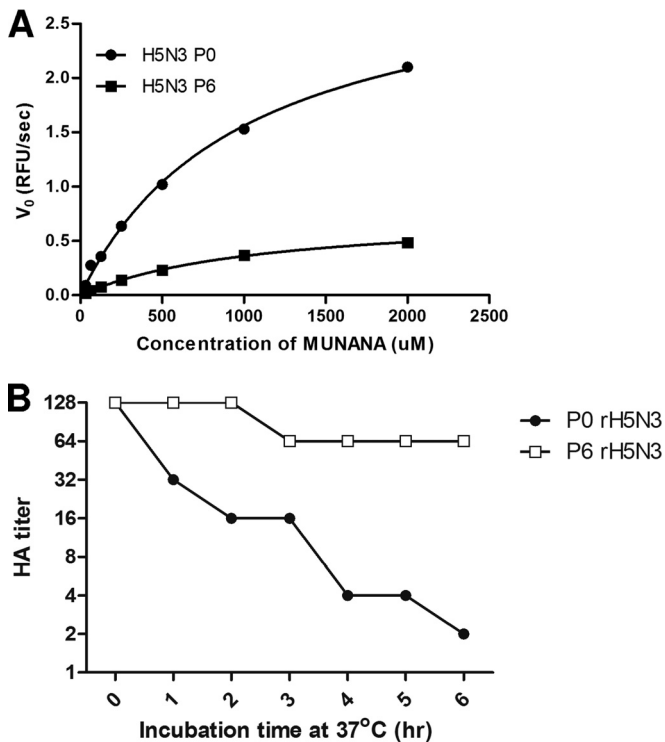 A
H5N3 P0
H5N3 P6
V0 (RFU/sec)
2.5
2.0
1.5
1.0
0.5
0.0
0 500 1000 1500 2000 2500
Concentration of MUNANA (uM)
B
P0 rH5N3
P6 rH5N3
HA titer
128
64
32
16
8
4
2
1
0 1 2 3 4 5 6
Incubation time at 37°C (hr)